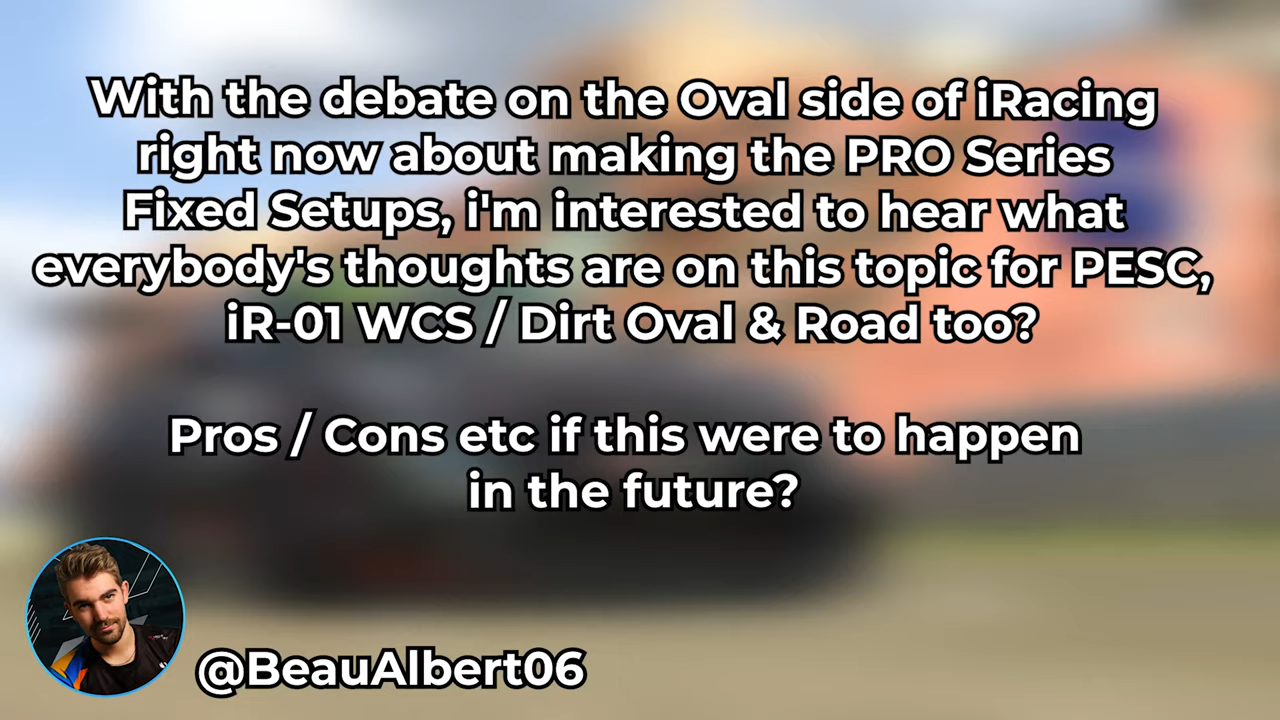 With the debate on the Oval side of iRacing
right now about making the PRO Series
Fixed Setups, i'm interested to hear what
everybody's thoughts are on this topic for PESC,
iR-01 WCS / Dirt Oval & Road too?
Pros / Cons etc if this were to happen
in the future?
@BeauAlbert06